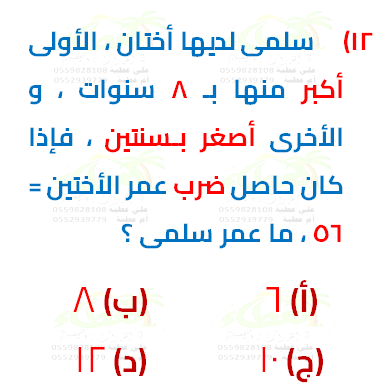 ١٢) سلمى لديها أختان ، الأولى
أكبر منها بـ ٨ سنوات ، و
الأخرى أصغر بـسنتين ، فإذا
كان حاصل ضرب عمر الأختين =
٥٦ ، ما عمر سلمى ؟
(أ) ٦ (ب) ٨
(ج) ١٠ (د) ١٢